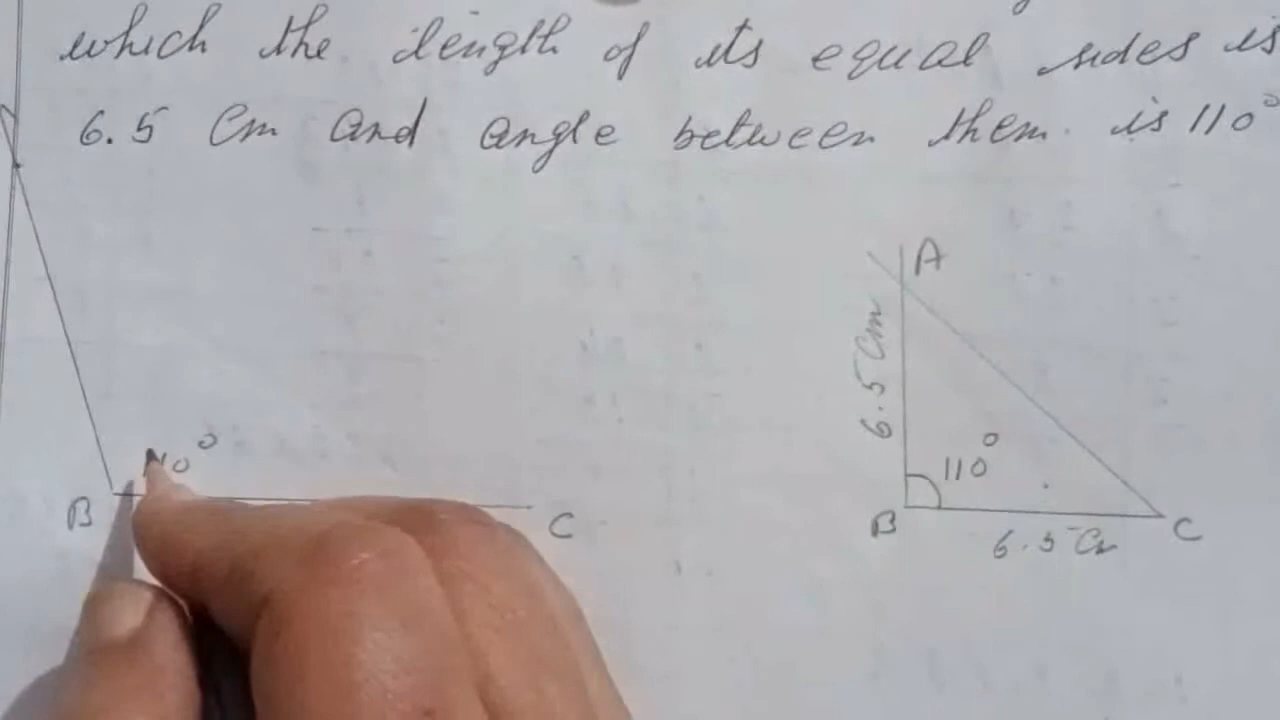 which the length of its equal sides is
6.5 Cm and angle between them. is 110°
A
6.5 Cm
110°
110°
B
C
B
6.5 Cm
C